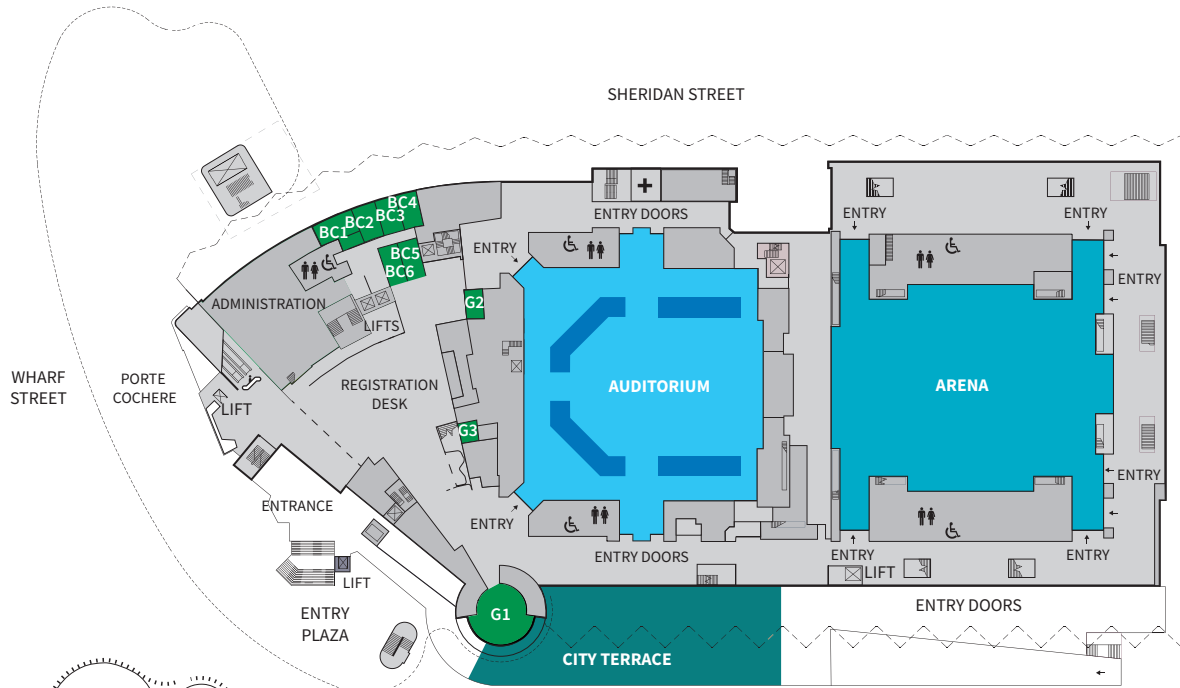 SHERIDAN STREET
BC4
BC3
BC2
BC1
BC5
BC6
ENTRY DOORS
ENTRY
ENTRY
ENTRY
ENTRY
ADMINISTRATION
G2
LIFTS
WHARF
STREET
PORTE
COCHERE
REGISTRATION
DESK
AUDITORIUM
ARENA
LIFT
G3
ENTRY
ENTRANCE
ENTRY
ENTRY DOORS
ENTRY
ENTRY
LIFT
LIFT
ENTRY
PLAZA
G1
ENTRY DOORS
CITY TERRACE